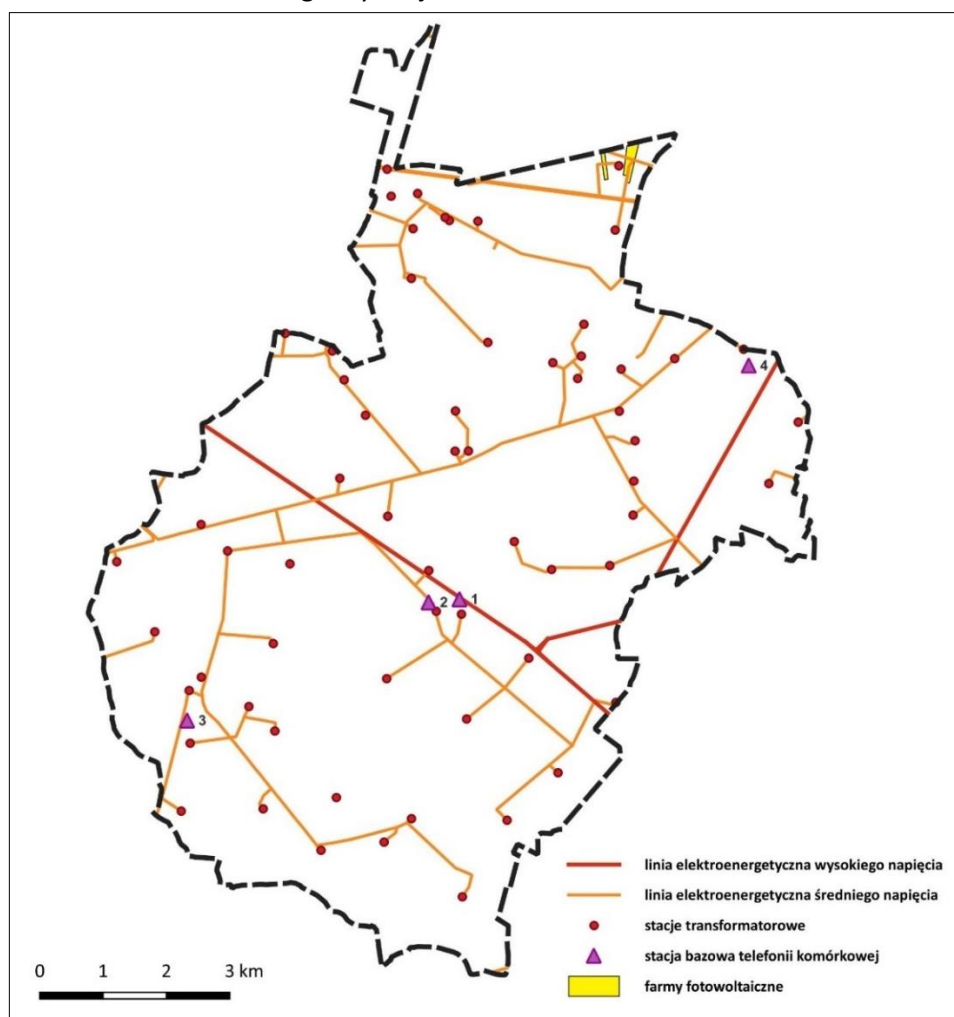 4
1
2
3
linia elektroenergetyczna wysokiego napięcia
linia elektroenergetyczna średniego napięcia
stacje transformatorowe
stacja bazowa telefonii komórkowej
farmy fotowoltaiczne
0 1 2 3 km